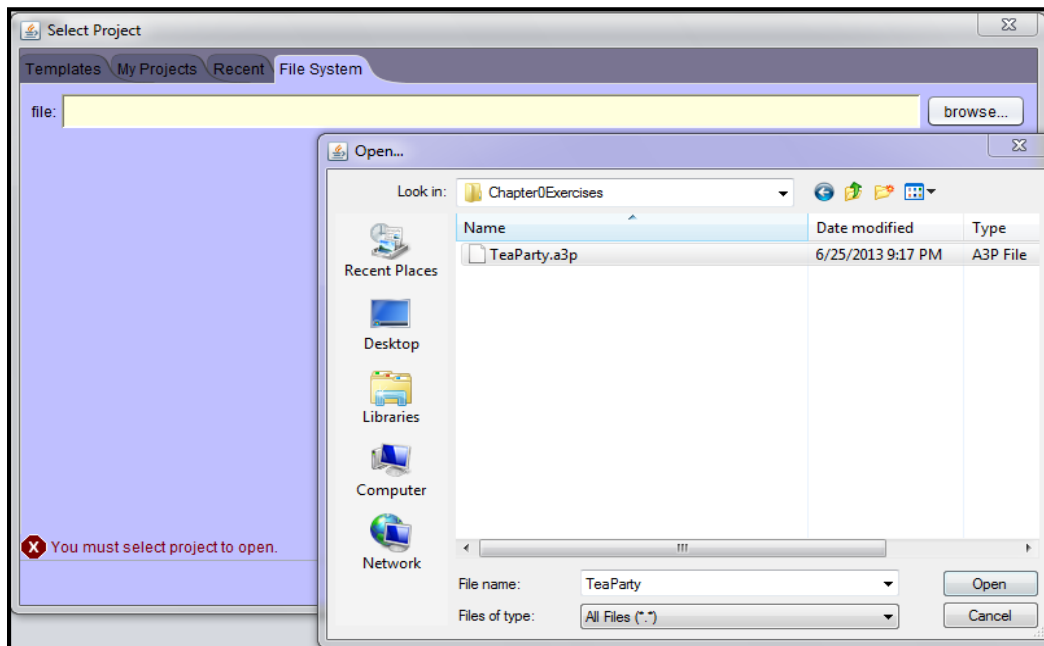 Select Project
Templates My Projects Recent File System
file: browse...
Open...
Look in: Chapter0Exercises
Name Date modified Type
TeaParty.a3p 6/25/2013 9:17 PM A3P File
Recent Places
Desktop
Libraries
Computer
Network
You must select project to open.
File name: TeaParty Open
Files of type: All Files (*.*) Cancel